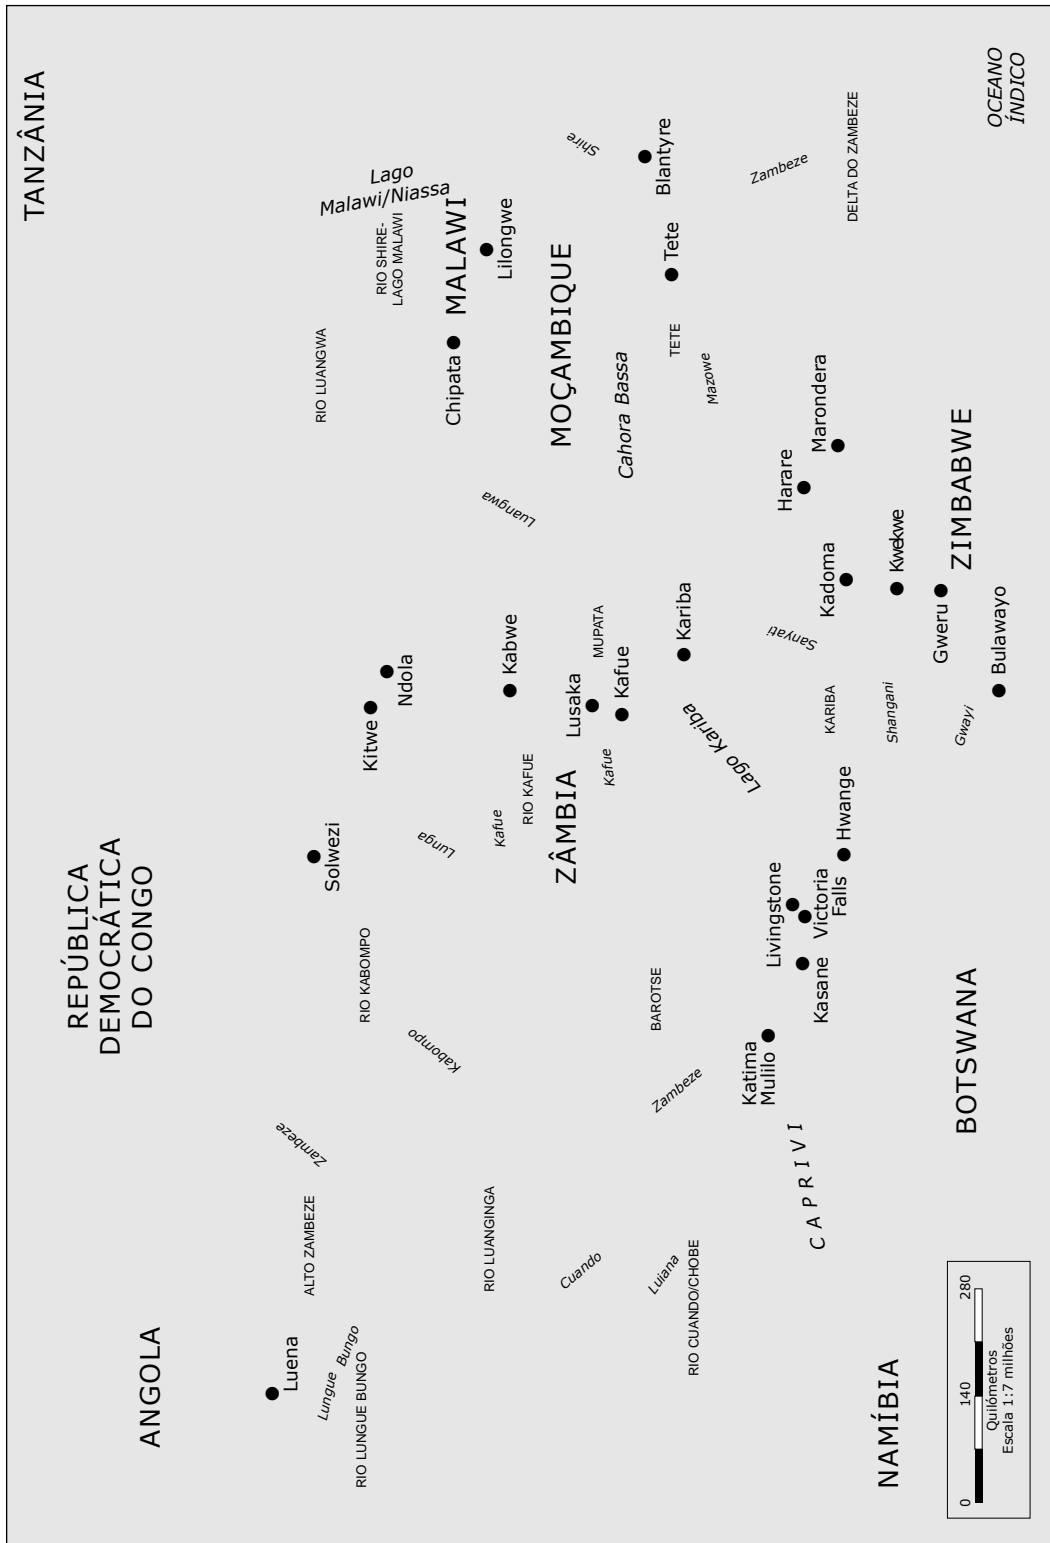 TANZÂNIA
REPÚBLICA
DEMOCRÁTICA
DO CONGO
ANGOLA
Luena
Lungue Bungo
RIO LUNGUE BUNGO
ALTO ZAMBEZE
Zambeze
RIO KABOMPO
Kabompo
Solwezi
Kitwe
Ndola
Lunga
RIO LUANGWA
Lago
Malawi/Niassa
RIO SHIRE-
LAGO MALAWI
MALAWI
Chipata
Lilongwe
RIO LUANGINGA
Kafue
RIO KAFUE
Kabwe
Luangwa
ZÂMBIA
MOÇAMBIQUE
Shire
Cuando
Lusaka
Kafue
Kafue
MUPATA
Cahora Bassa
Blantyre
Tete
TETE
Mazowe
Luiana
RIO CUANDO/CHOBE
BAROTSE
Zambeze
Kariba
Lago Kariba
Zambeze
DELTA DO ZAMBEZE
Katima
Mulilo
CAPRIVI
Kasane
Livingstone
Victoria
Falls
Hwange
KARIBA
Sanyati
Harare
Marondera
Kadoma
Kwekwe
Shangani
Gweru
Gwayi
Bulawayo
ZIMBABWE
NAMÍBIA
BOTSWANA
OCEANO
ÍNDICO
0 140 280
Quilómetros
Escala 1:7 milhões